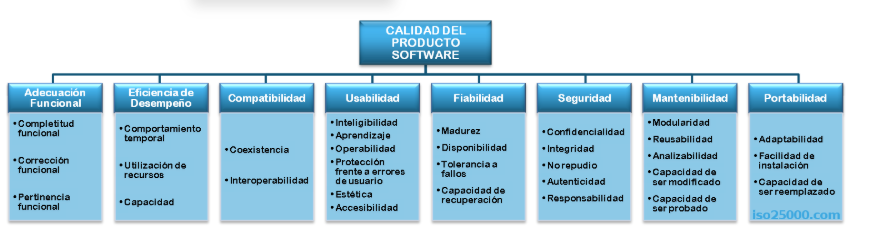 CALIDAD DEL
PRODUCTO
SOFTWARE
Adecuación
Funcional
• Completitud
funcional
• Corrección
funcional
• Pertinencia
funcional
Eficiencia de
Desempeño
• Comportamiento
temporal
• Utilización de
recursos
• Capacidad
Compatibilidad
• Coexistencia
• Interoperabilidad
Usabilidad
• Inteligibilidad
• Aprendizaje
• Operabilidad
• Protección
frente a errores
de usuario
• Estética
• Accesibilidad
Fiabilidad
• Madurez
• Disponibilidad
• Tolerancia a
fallos
• Capacidad de
recuperación
Seguridad
• Confidencialidad
• Integridad
• No repudio
• Autenticidad
• Responsabilidad
Mantenibilidad
• Modularidad
• Reusabilidad
• Analizabilidad
• Capacidad de
ser modificado
• Capacidad de
ser probado
Portabilidad
• Adaptabilidad
• Facilidad de
instalación
• Capacidad de
ser reemplazado
iso25000.com